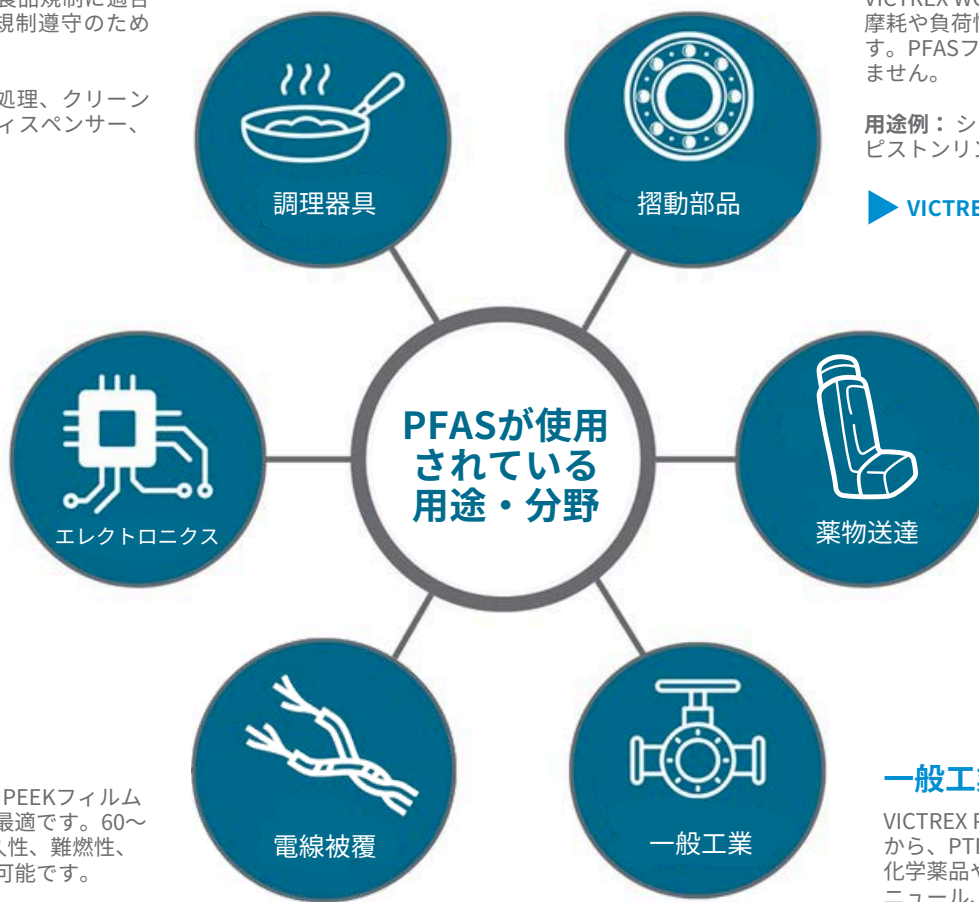 食品規制に適合
規制遵守のため
処理、クリーン
ィスペンサー、
VICTREX
摩耗や負荷
す。PFASフ
ません。
用途例： シ
ピストンリン
VICTRE
調理器具
摺動部品
エレクトロニクス
PFASが使用
されている
用途・分野
薬物送達
電線被覆
一般工業
PEEKフィルム
最適です。60～
性、難燃性、
可能です。
一般工
VICTREX P
から、PT
化学薬品や
ニュール